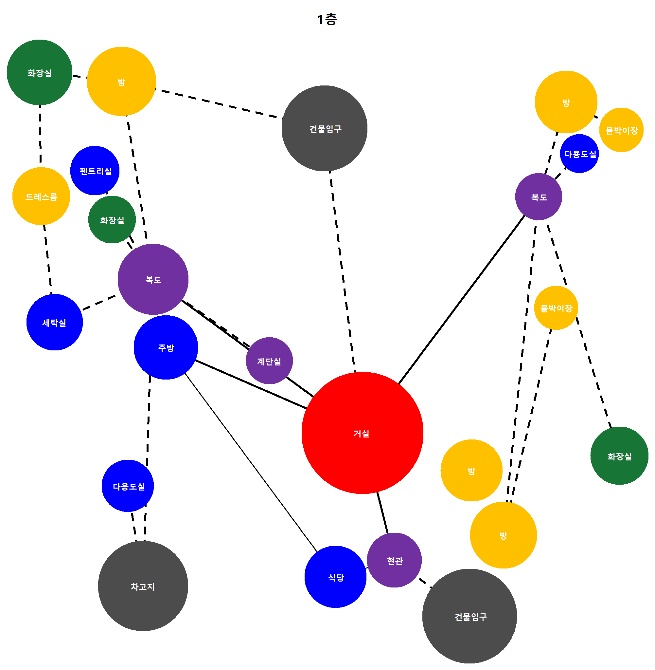 1층
화장실
방
건물입구
방
붙박이장
다용도실
팬트리실
드레스룸
화장실
복도
복도
세탁실
붙박이장
주방
계단실
거실
화장실
방
다용도실
방
차고지
식당
현관
건물입구